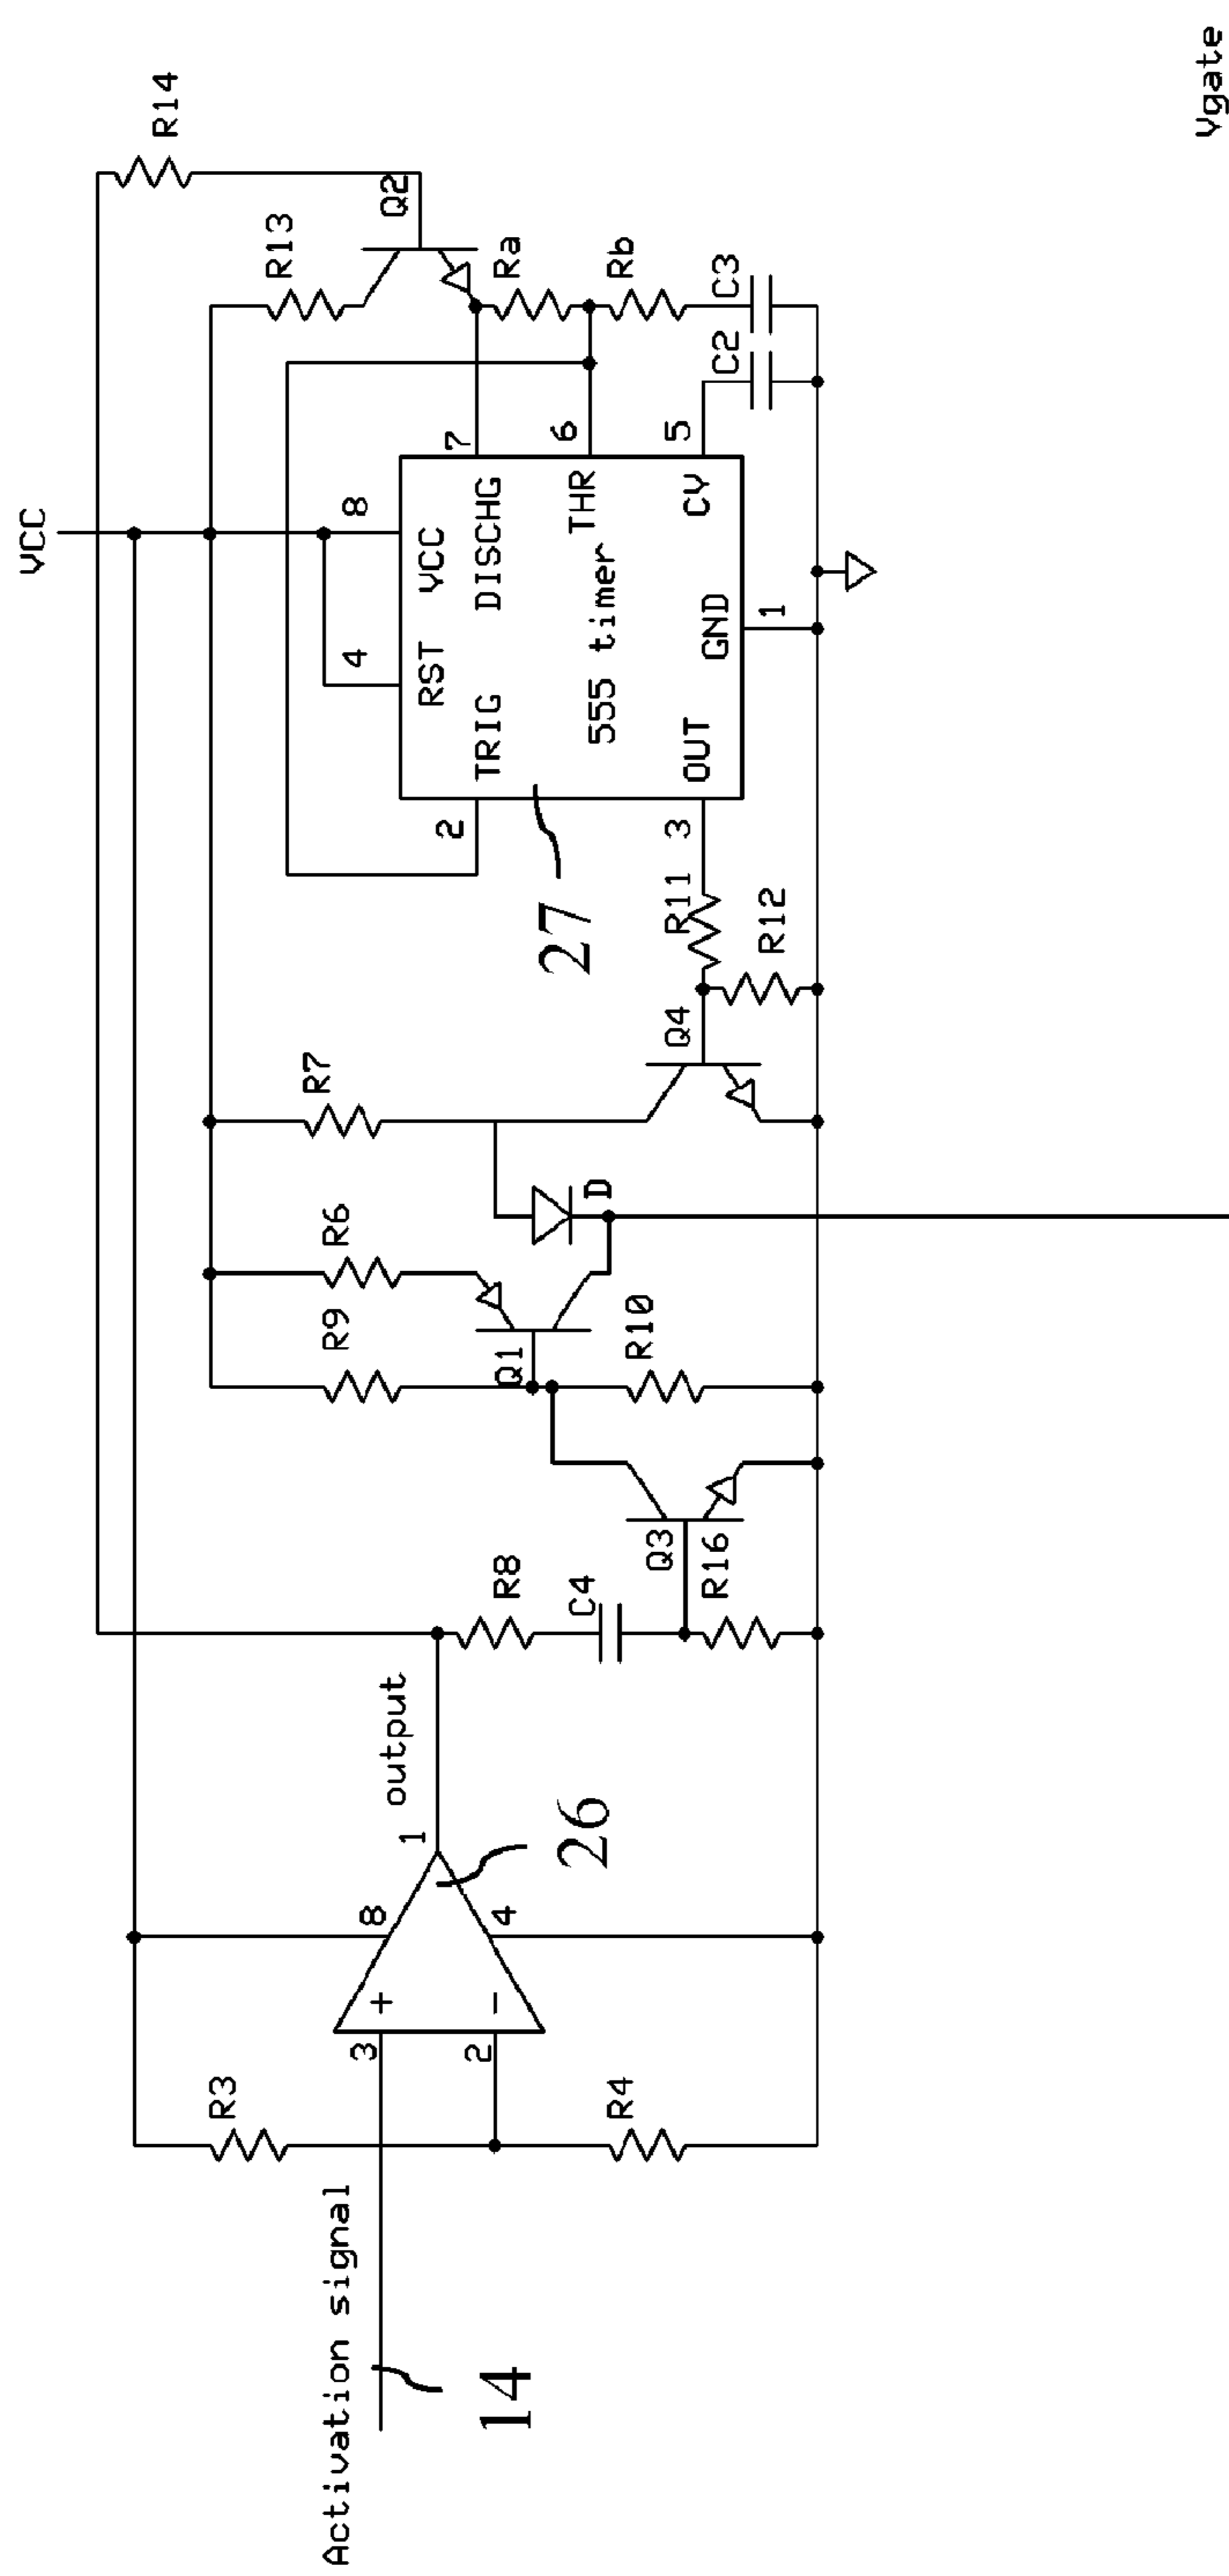 Activation signal
14
R3
R4
3
2
+
−
8
4
26
1
output
R8
C4
R16
Q3
R9
R10
Q1
R6
D
R7
Q4
R11
R12
27
VCC
2
TRIG
4
RST
8
VCC
7
DISCHG
6
THR
555 timer
5
CV
3
OUT
GND
1
R13
R14
Q2
Ra
Rb
C2
C3
Vgate